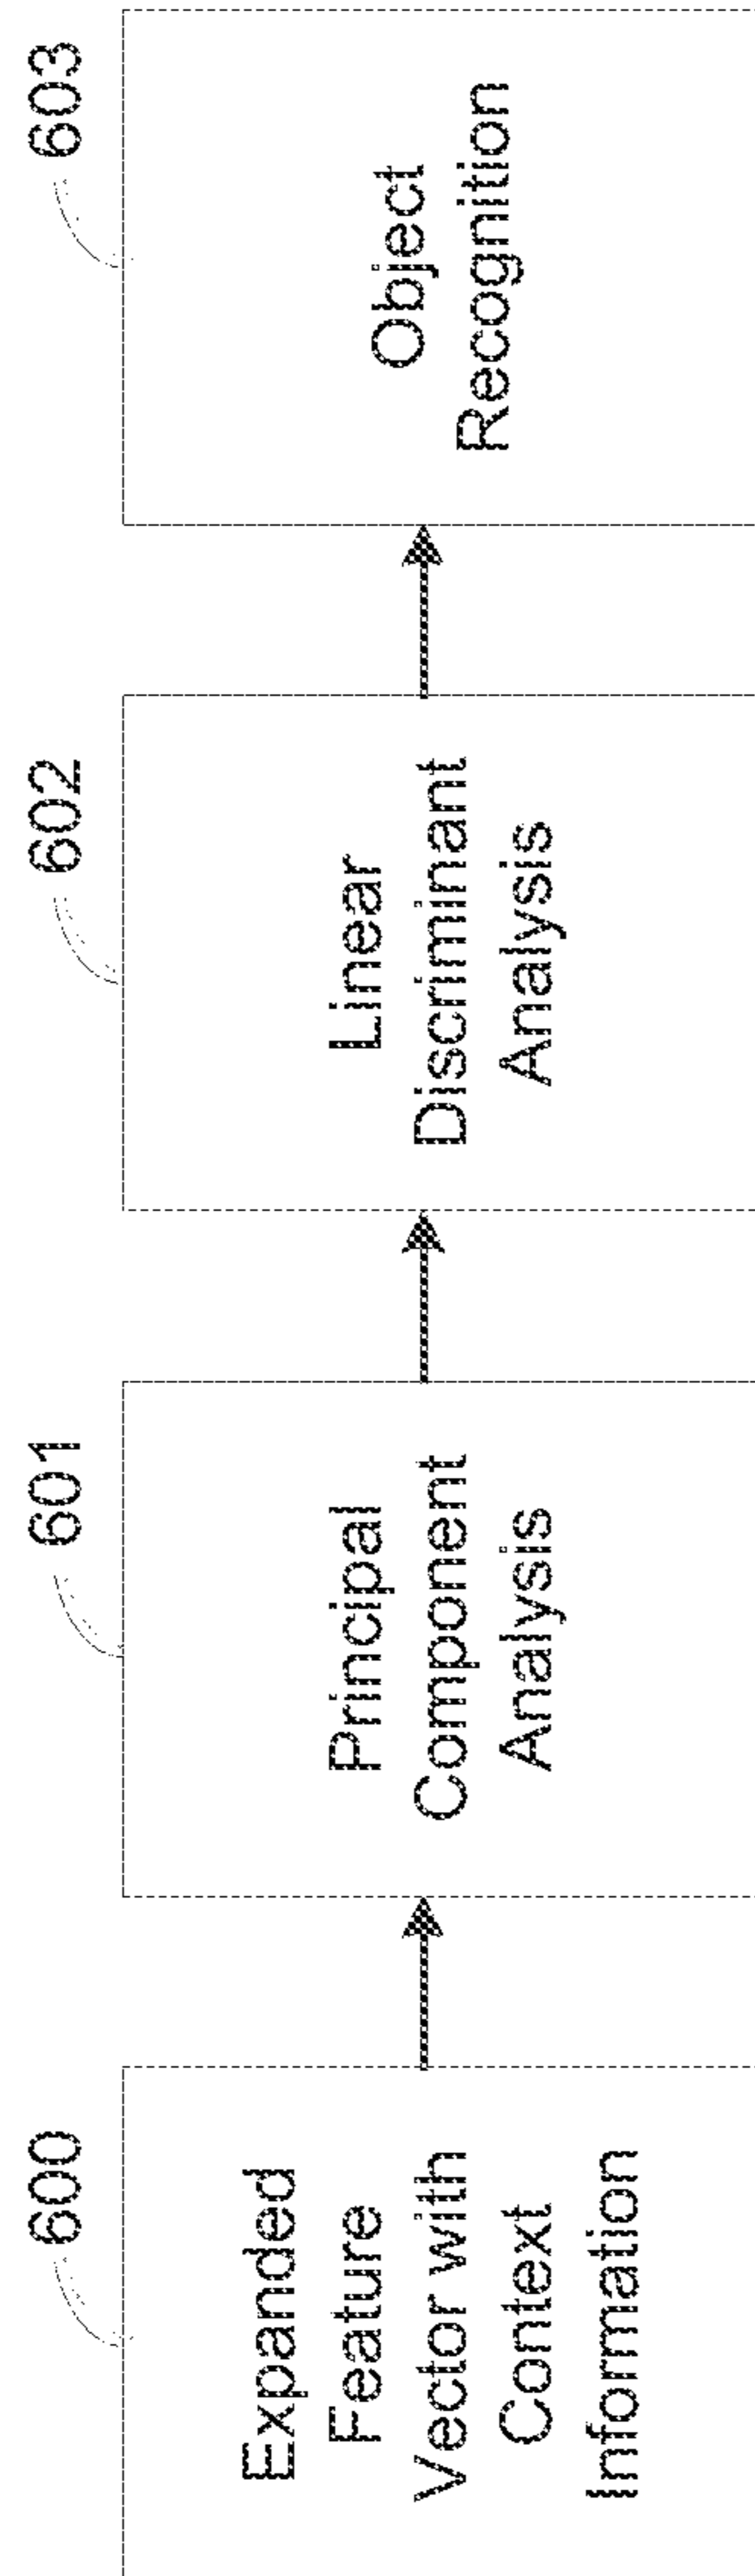 600
Expanded
Feature
Vector with
Context
Information
601
Principal
Component
Analysis
602
Linear
Discriminant
Analysis
603
Object
Recognition